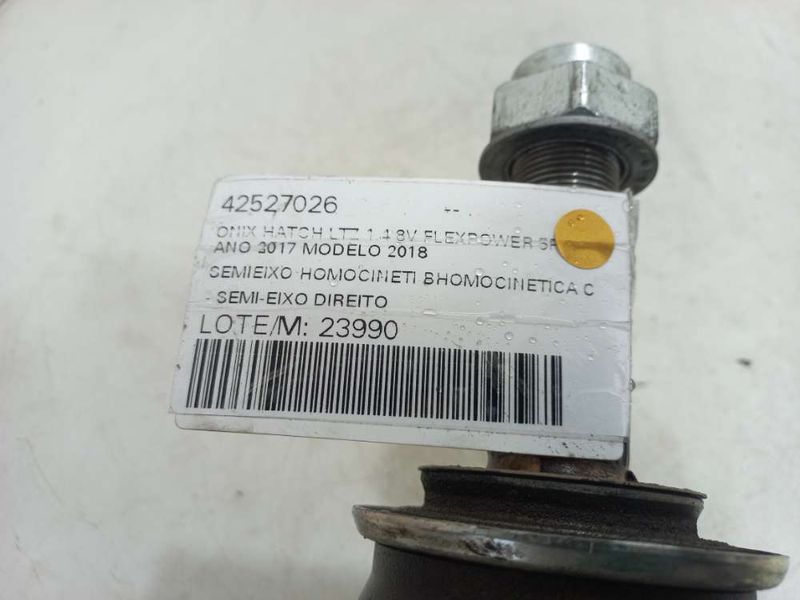 42527026 --
ONIX HATCH LTZ 1.4 8V FLEXPOWER 5P
ANO 2017 MODELO 2018
SEMIEIXO HOMOCINETI BHOMOCINETICA C
- SEMI-EIXO DIREITO
LOTE/M: 23990